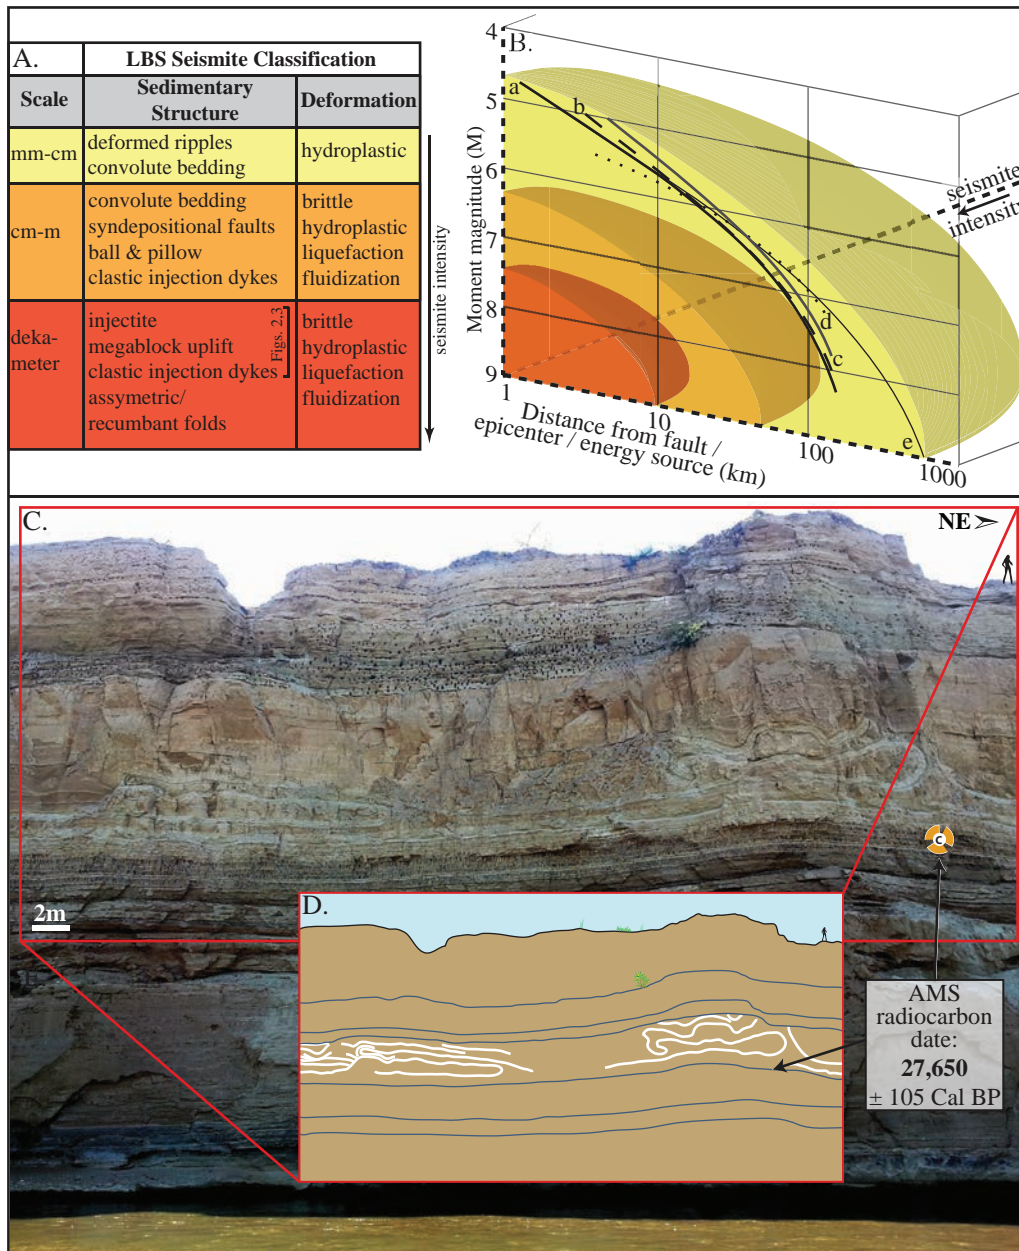 A.
LBS Seismite Classification
Scale
Sedimentary
Structure
Deformation
mm-cm
deformed ripples
convolute bedding
hydroplastic
cm-m
convolute bedding
syndepositional faults
ball & pillow
clastic injection dykes
brittle
hydroplastic
liquefaction
fluidization
deka-
meter
injectite
megablock uplift
clastic injection dykes
assymetric/
recumbant folds
Figs. 2,3
brittle
hydroplastic
liquefaction
fluidization
seismite intensity
B.
Moment magnitude (M)
4
5
6
7
8
9
1
10
100
1000
Distance from fault /
epicenter / energy source (km)
a
b
c
d
e
seismite
intensity
C.
NE
2m
C
D.
AMS
radiocarbon
date:
27,650
± 105 Cal BP